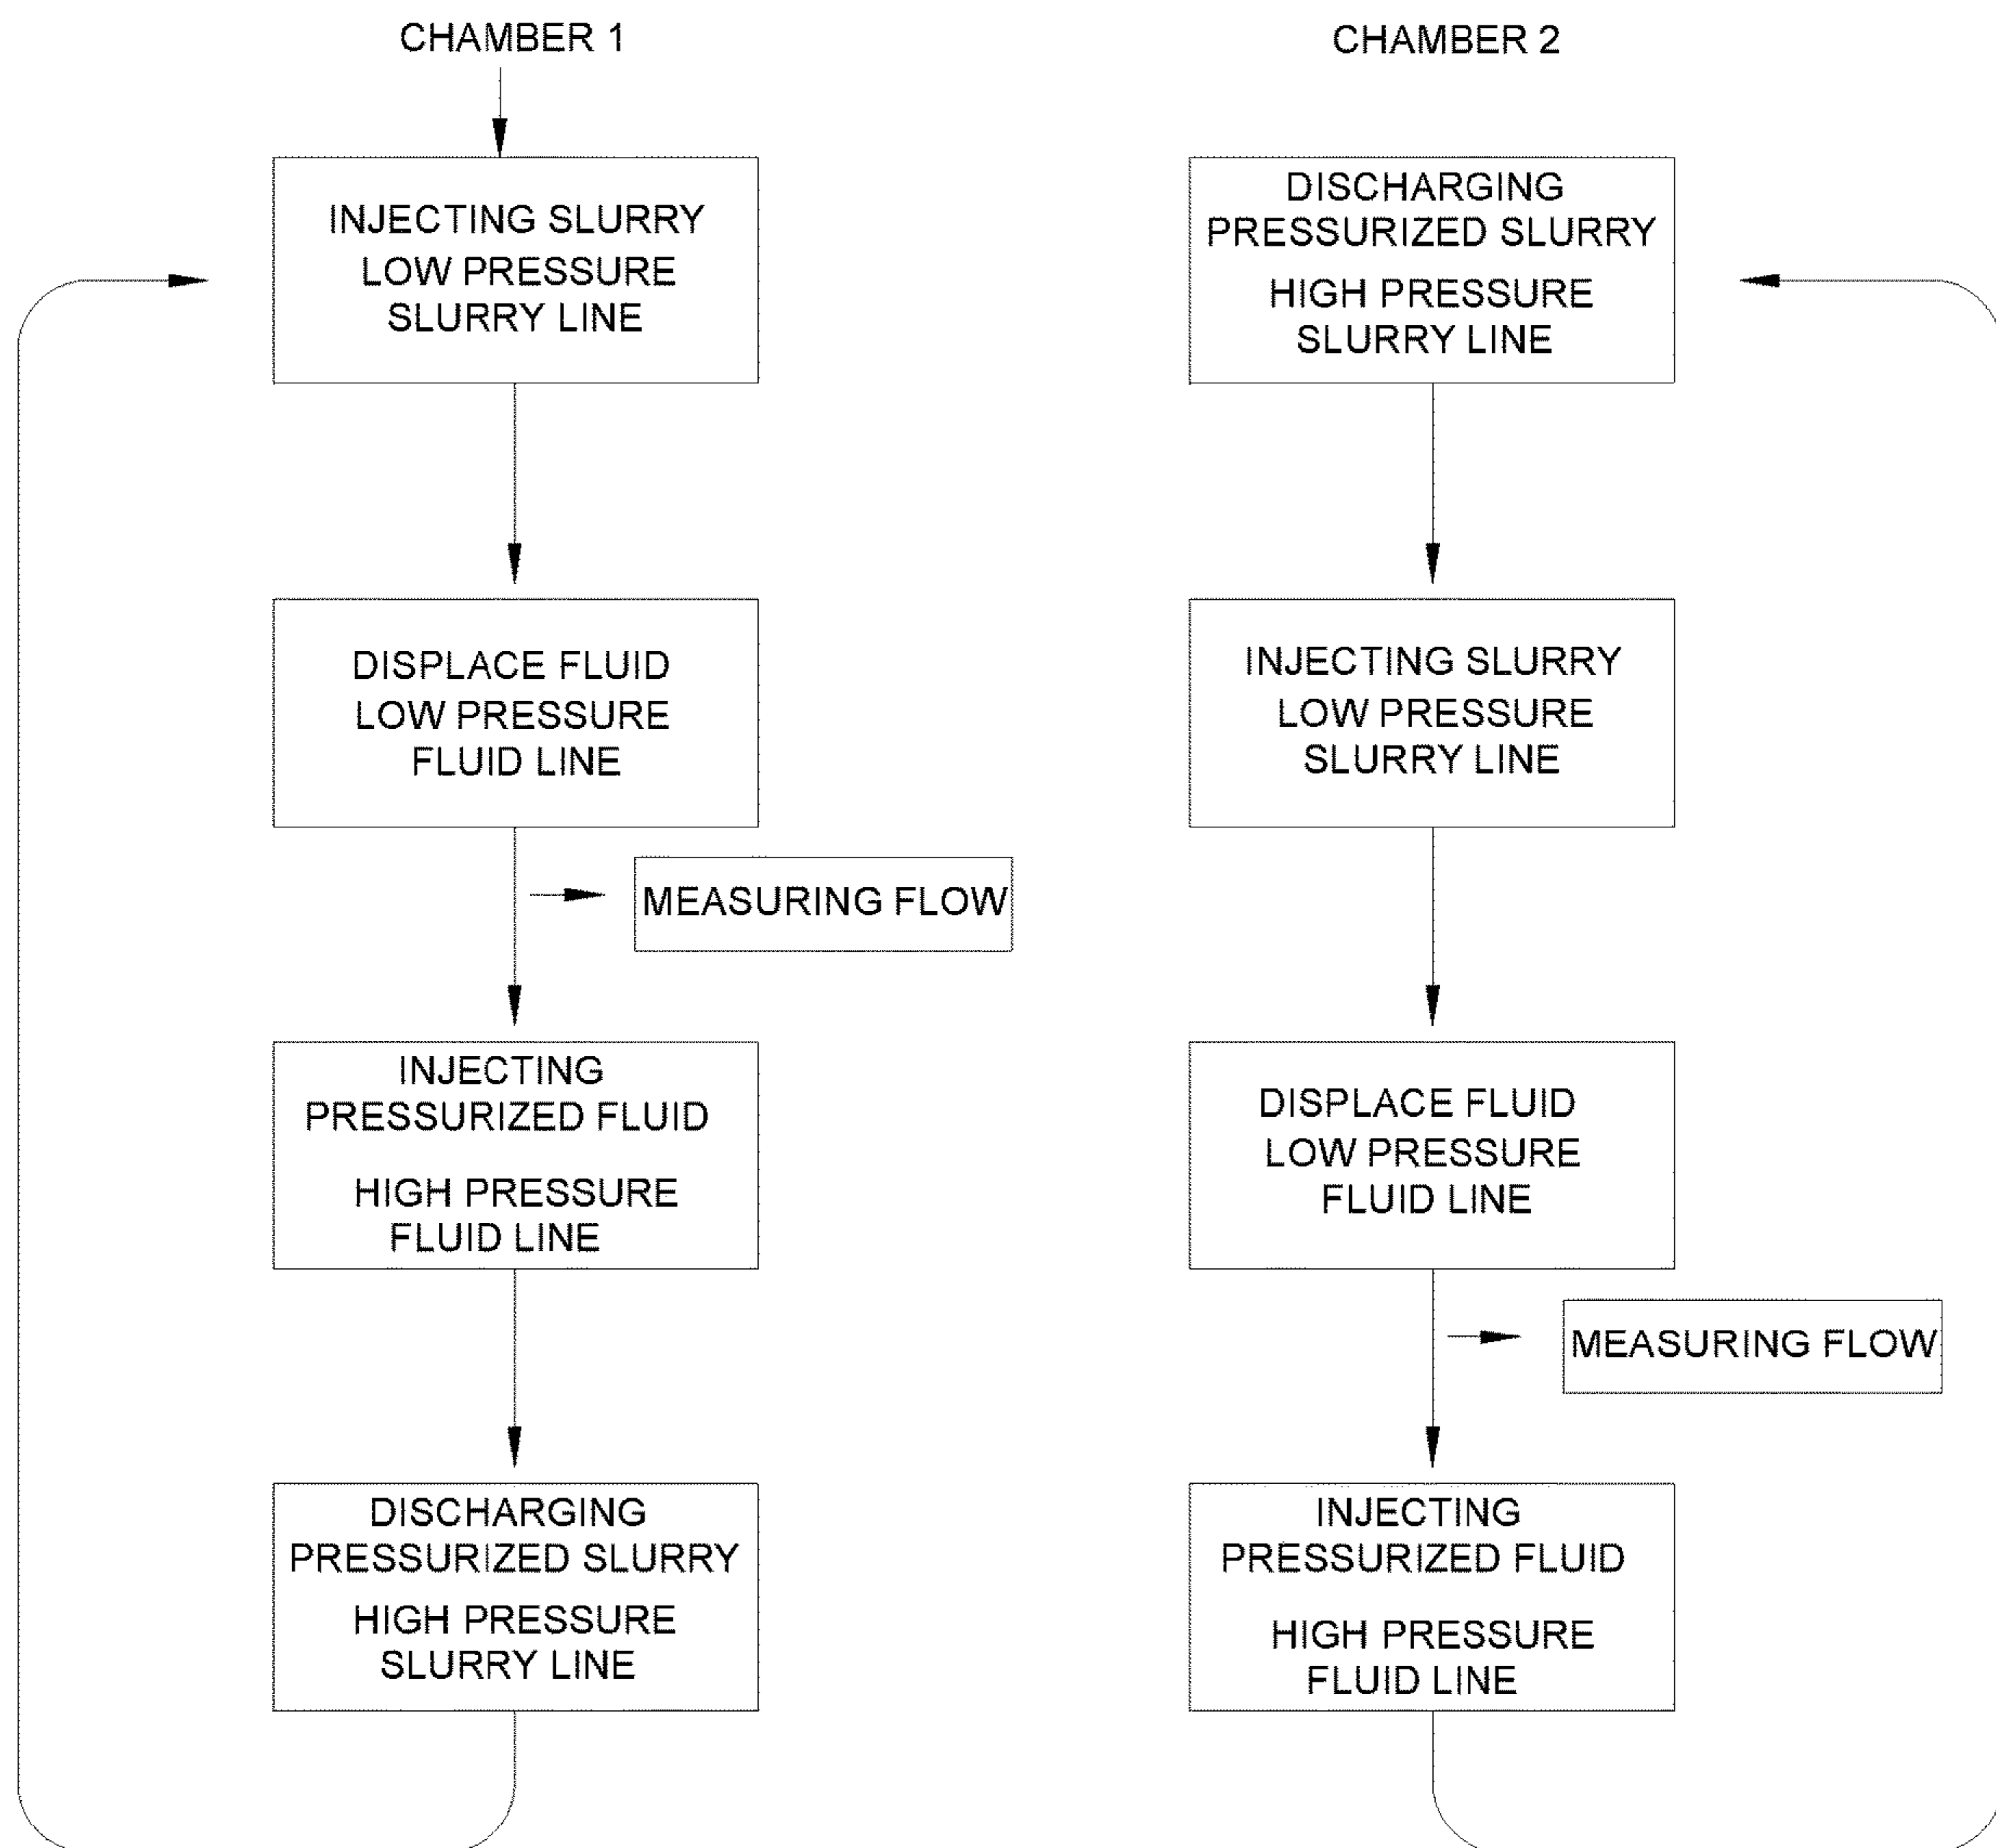 CHAMBER 1
INJECTING SLURRY
LOW PRESSURE
SLURRY LINE
DISPLACE FLUID
LOW PRESSURE
FLUID LINE
MEASURING FLOW
INJECTING
PRESSURIZED FLUID
HIGH PRESSURE
FLUID LINE
DISCHARGING
PRESSURIZED SLURRY
HIGH PRESSURE
SLURRY LINE
CHAMBER 2
DISCHARGING
PRESSURIZED SLURRY
HIGH PRESSURE
SLURRY LINE
INJECTING SLURRY
LOW PRESSURE
SLURRY LINE
DISPLACE FLUID
LOW PRESSURE
FLUID LINE
MEASURING FLOW
INJECTING
PRESSURIZED FLUID
HIGH PRESSURE
FLUID LINE